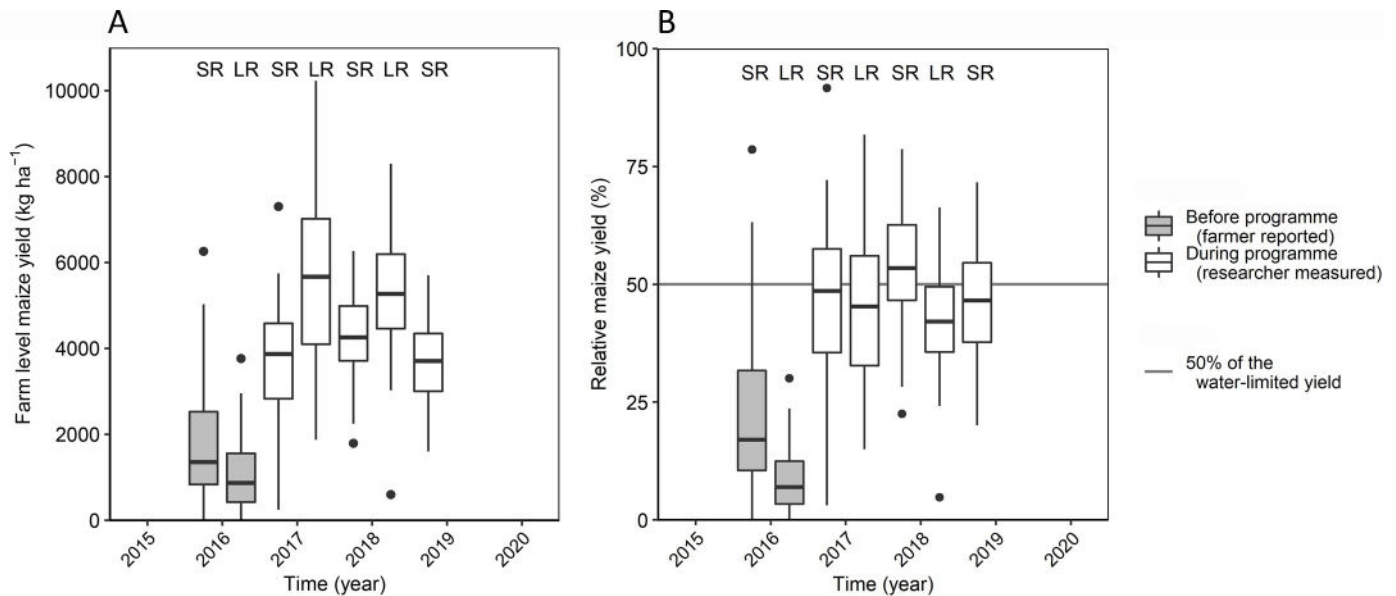 A
SR LR SR LR SR LR SR
10000
8000
6000
4000
2000
0
Farm level maize yield (kg ha⁻¹)
2015 2016 2017 2018 2019 2020
Time (year)
B
SR LR SR LR SR LR SR
100
75
50
25
0
Relative maize yield (%)
2015 2016 2017 2018 2019 2020
Time (year)
Before programme
(farmer reported)
During programme
(researcher measured)
50% of the
water-limited yield